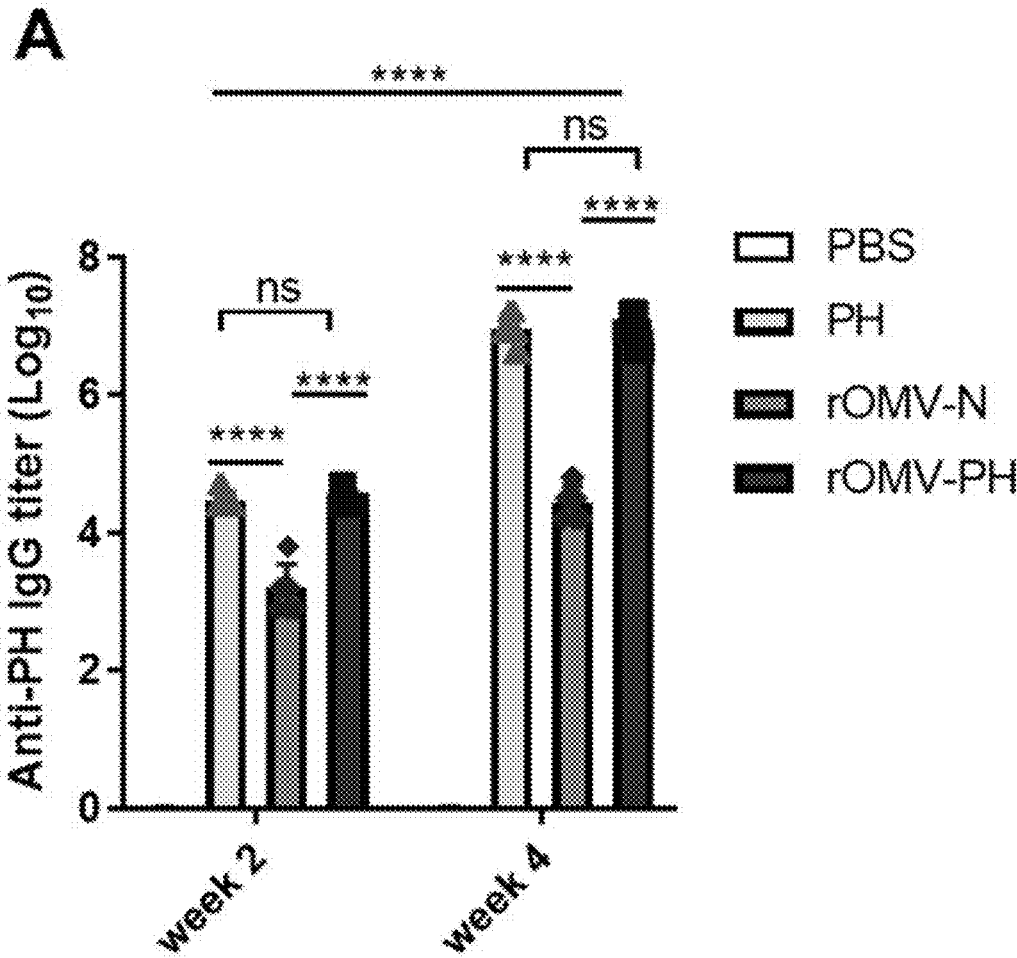 A
****
ns
****
****
ns
****
****
8
6
4
2
0
Anti-PH IgG titer (Log10)
week 2
week 4
PBS
PH
rOMV-N
rOMV-PH